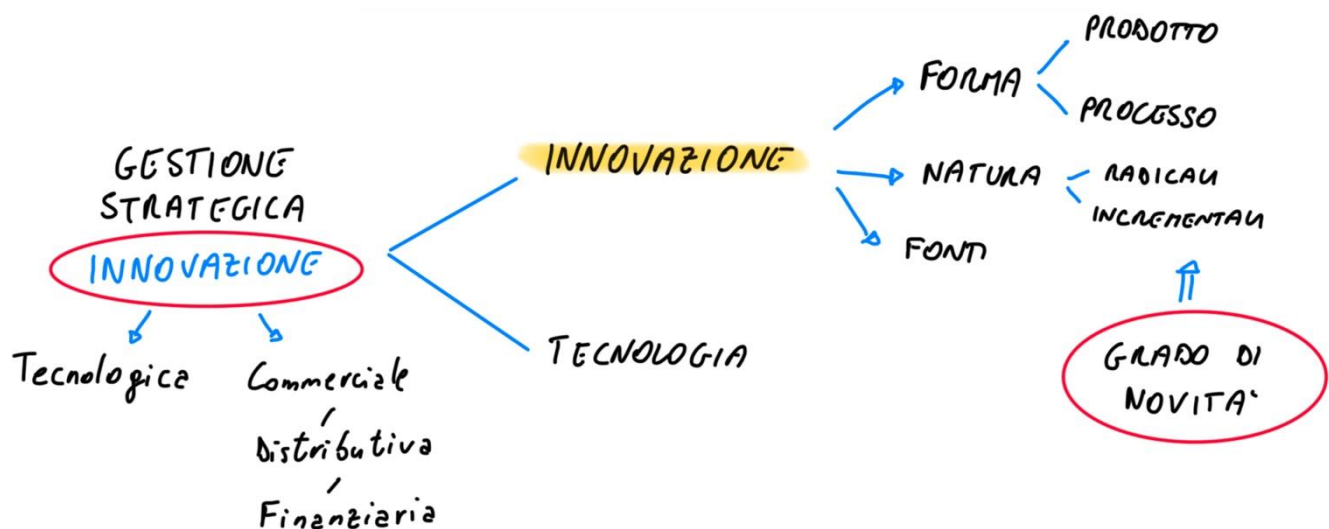 GESTIONE
STRATEGICA
INNOVAZIONE
Tecnologica
Commerciale
/
Distributiva
/
Finanziaria
INNOVAZIONE
TECNOLOGIA
FORMA
PRODOTTO
PROCESSO
NATURA
RADICALI
INCREMENTALI
FONTI
GRADO DI
NOVITA'